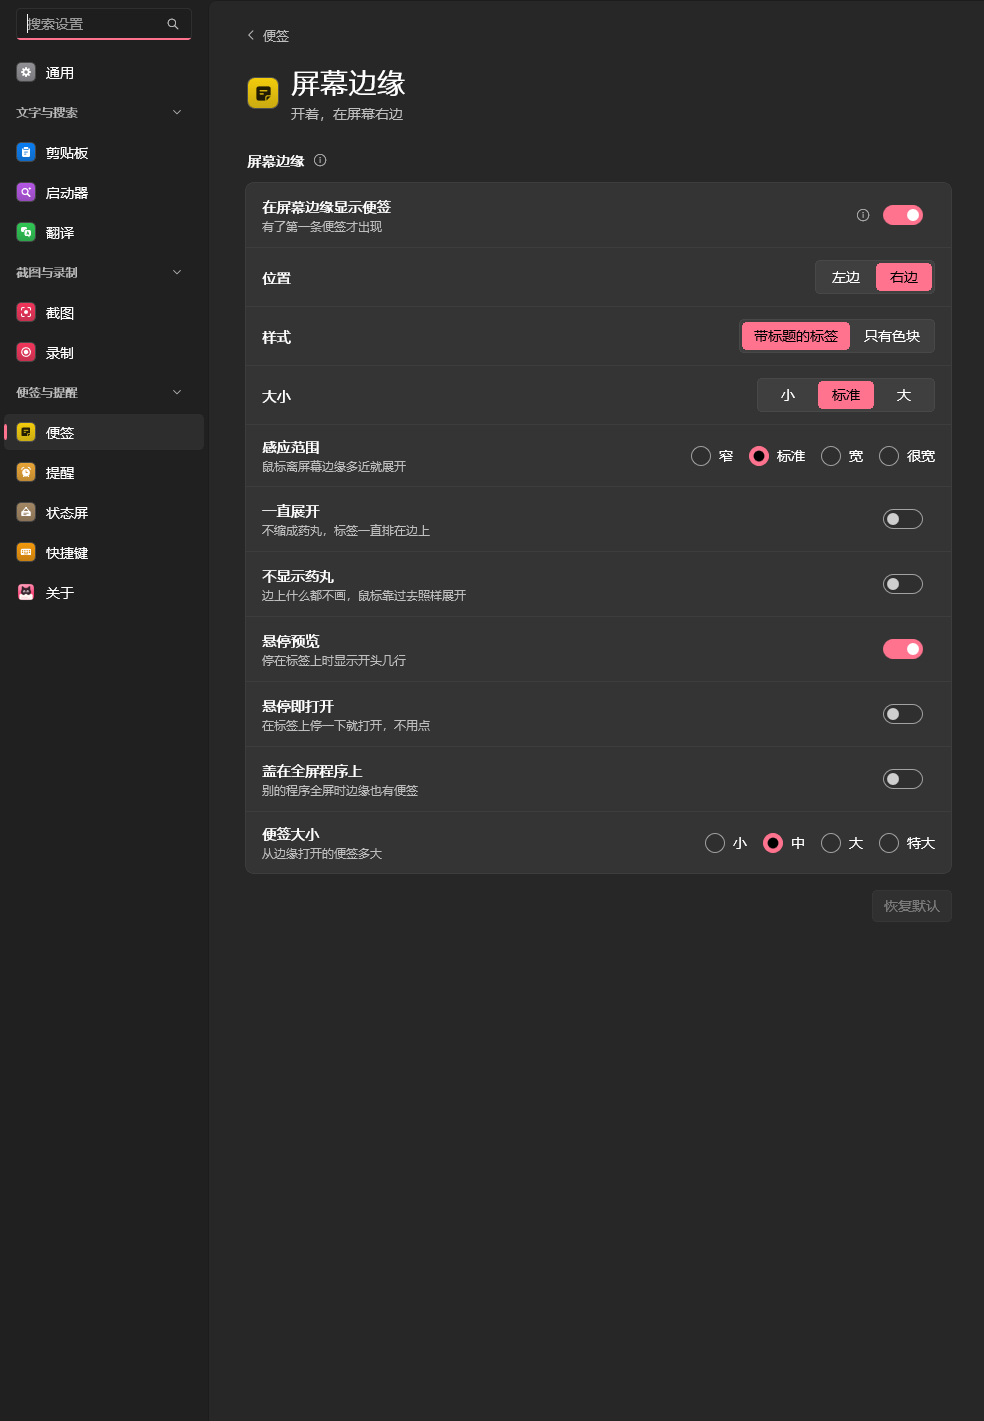 搜索设置
通用
文字与搜索
剪贴板
启动器
翻译
截图与录制
截图
录制
便签与提醒
便签
提醒
状态屏
快捷键
关于
便签
屏幕边缘
开着，在屏幕右边
屏幕边缘
在屏幕边缘显示便签
有了第一条便签才出现
位置
左边 右边
样式
带标题的标签 只有色块
大小
小 标准 大
感应范围
鼠标离屏幕边缘多近就展开
窄 标准 宽 很宽
一直展开
不缩成药丸，标签一直排在边上
不显示药丸
边上什么都不画，鼠标靠过去照样展开
悬停预览
停在标签上时显示开头几行
悬停即打开
在标签上停一下就打开，不用点
盖在全屏程序上
别的程序全屏时边缘也有便签
便签大小
从边缘打开的便签多大
小 中 大 特大
恢复默认